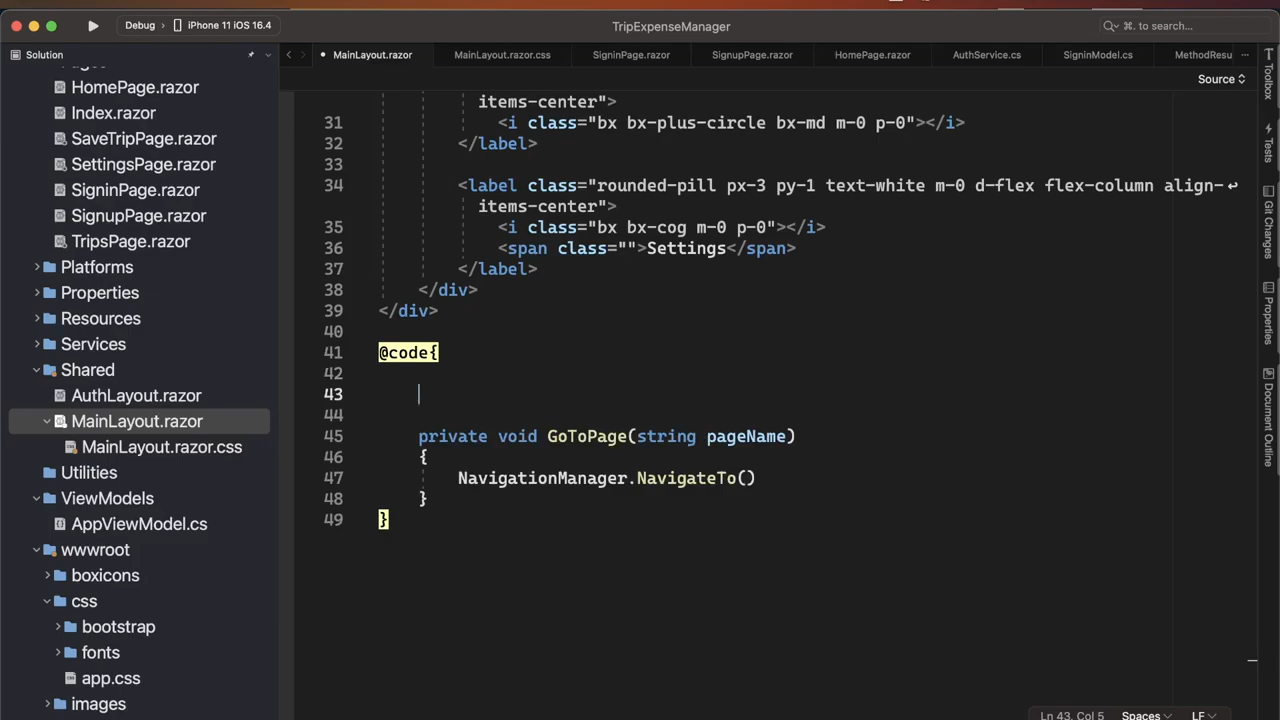 Debug
iPhone 11 iOS 16.4
TripExpenseManager
⌘. to search...
Solution
MainLayout.razor
MainLayout.razor.css
SigninPage.razor
SignupPage.razor
HomePage.razor
AuthService.cs
SigninModel.cs
MethodResu
Source
HomePage.razor
Index.razor
SaveTripPage.razor
SettingsPage.razor
SigninPage.razor
SignupPage.razor
TripsPage.razor
Platforms
Properties
Resources
Services
Shared
AuthLayout.razor
MainLayout.razor
MainLayout.razor.css
Utilities
ViewModels
AppViewModel.cs
wwwroot
boxicons
css
bootstrap
fonts
app.css
images
items-center">
31 <i class="bx bx-plus-circle bx-md m-0 p-0"></i>
32 </label>
33
34 <label class="rounded-pill px-3 py-1 text-white m-0 d-flex flex-column align-↩
items-center">
35 <i class="bx bx-cog m-0 p-0"></i>
36 <span class="">Settings</span>
37 </label>
38 </div>
39 </div>
40
41 @code{
42
43
44
45 private void GoToPage(string pageName)
46 {
47 NavigationManager.NavigateTo()
48 }
49 }
Toolbox
Tests
Git Changes
Properties
Document Outline
Ln 43, Col 5
Spaces
LF